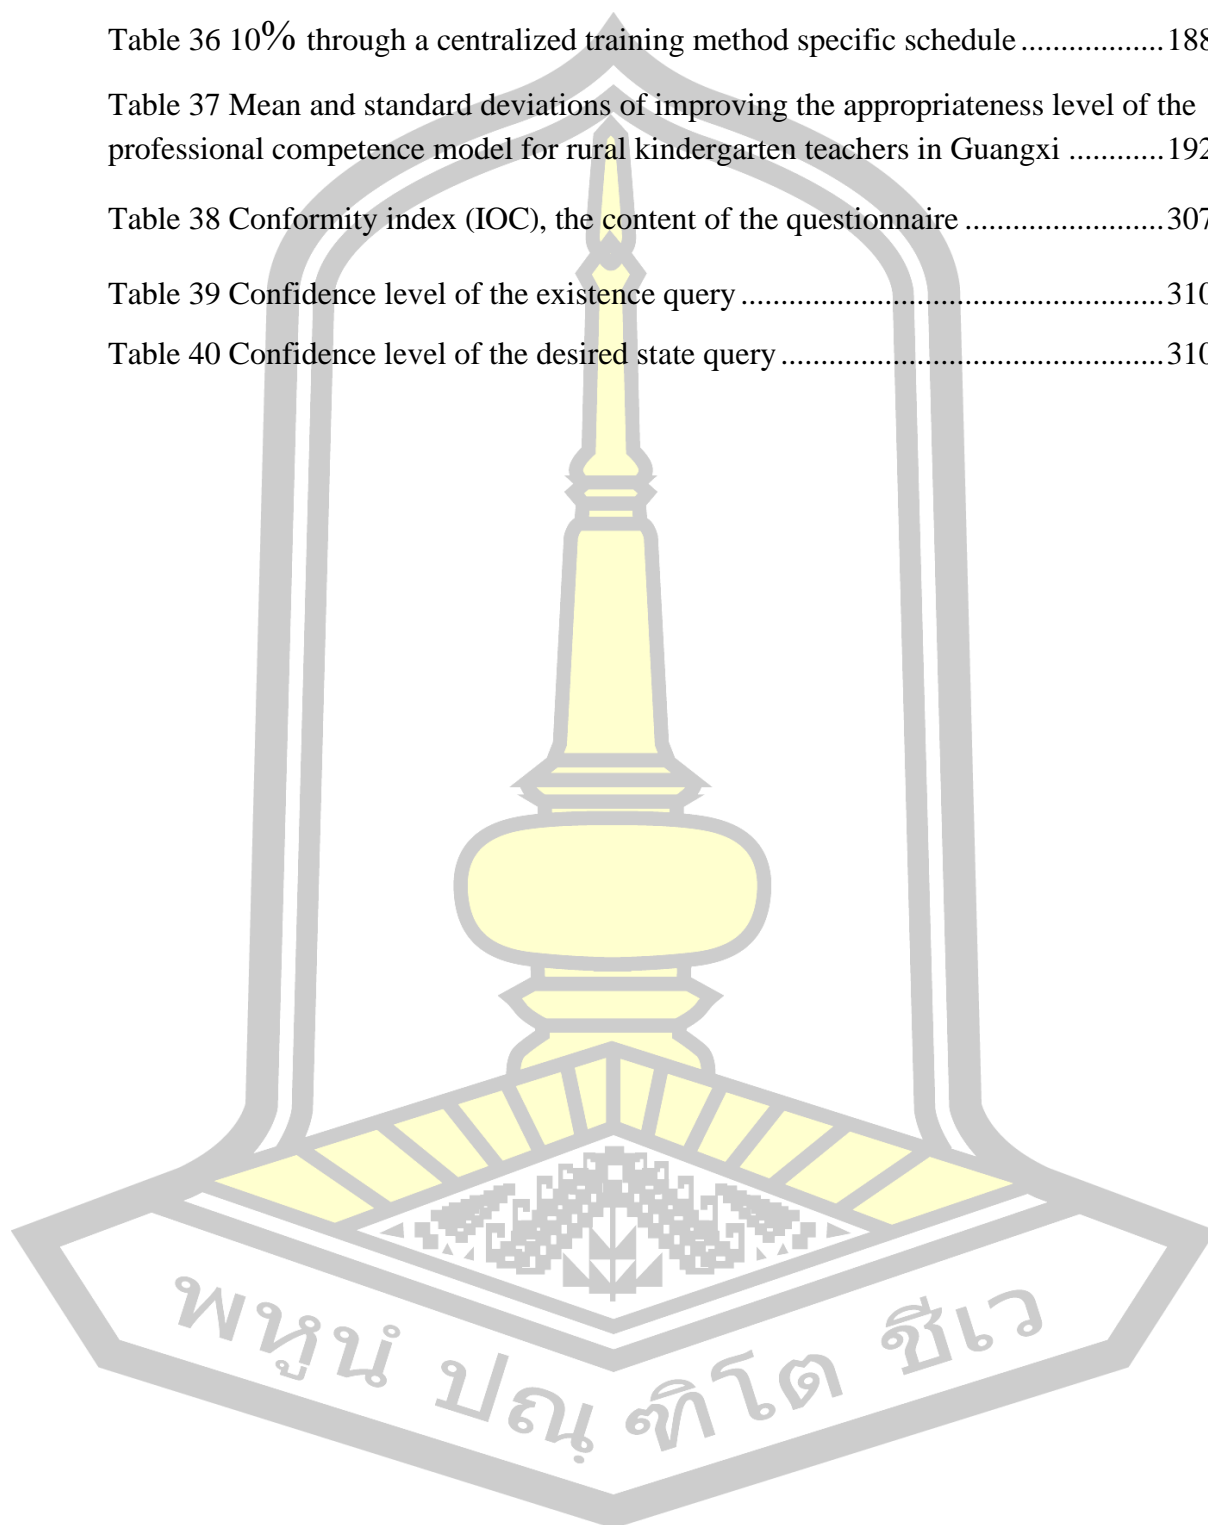 Table 36 10% through a centralized training method specific schedule..................188
Table 37 Mean and standard deviations of improving the appropriateness level of the
professional competence model for rural kindergarten teachers in Guangxi ............192
Table 38 Conformity index (IOC), the content of the questionnaire .........................307
Table 39 Confidence level of the existence query.....................................................310
Table 40 Confidence level of the desired state query................................................310
พหูนํ ปณฺฑิโต ชีเว